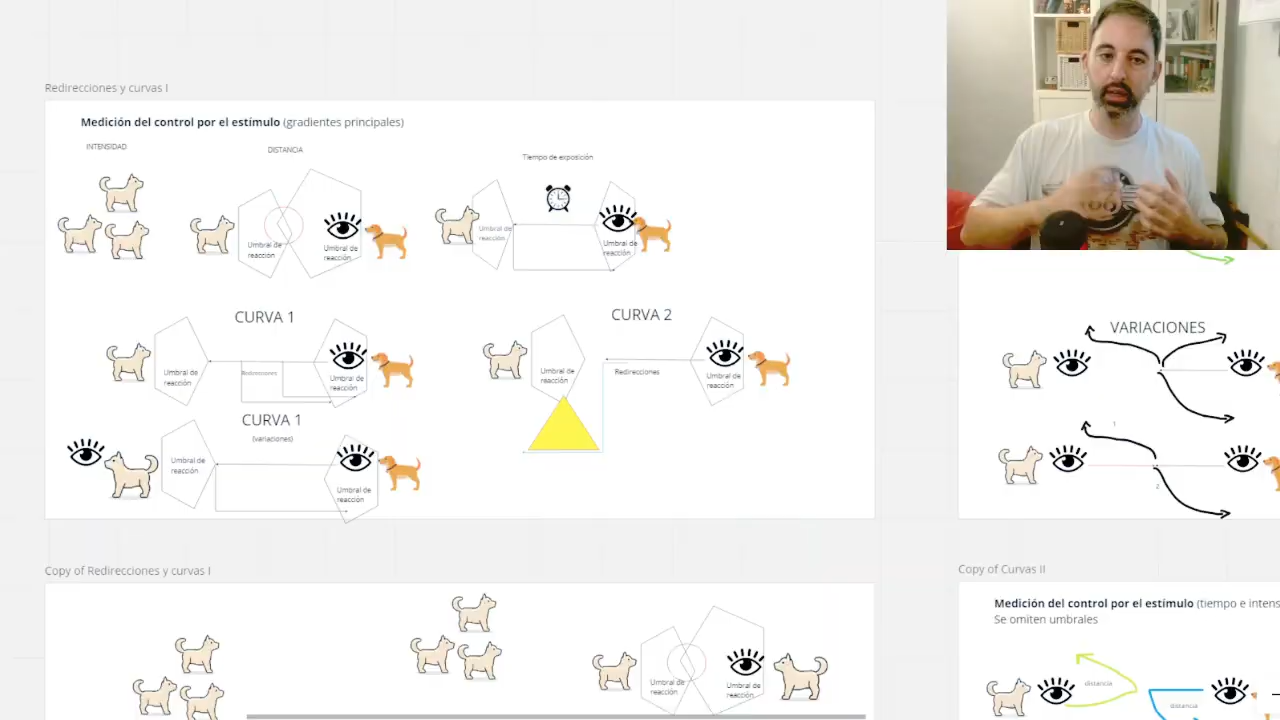 Redirecciones y curvas I
Medición del control por el estímulo (gradientes principales)
INTENSIDAD
DISTANCIA
Tiempo de exposición
Umbral de
reacción
Umbral de
reacción
Umbral de
reacción
Umbral de
reacción
CURVA 1
CURVA 2
Umbral de
reacción
Redirecciones
Umbral de
reacción
Umbral de
reacción
Redirecciones
Umbral de
reacción
CURVA 1
(variaciones)
Umbral de
reacción
Umbral de
reacción
VARIACIONES
1
2
Copy of Redirecciones y curvas I
Umbral de
reacción
Umbral de
reacción
Copy of Curvas II
Medición del control por el estímulo (tiempo e intens
Se omiten umbrales
distancia
distancia